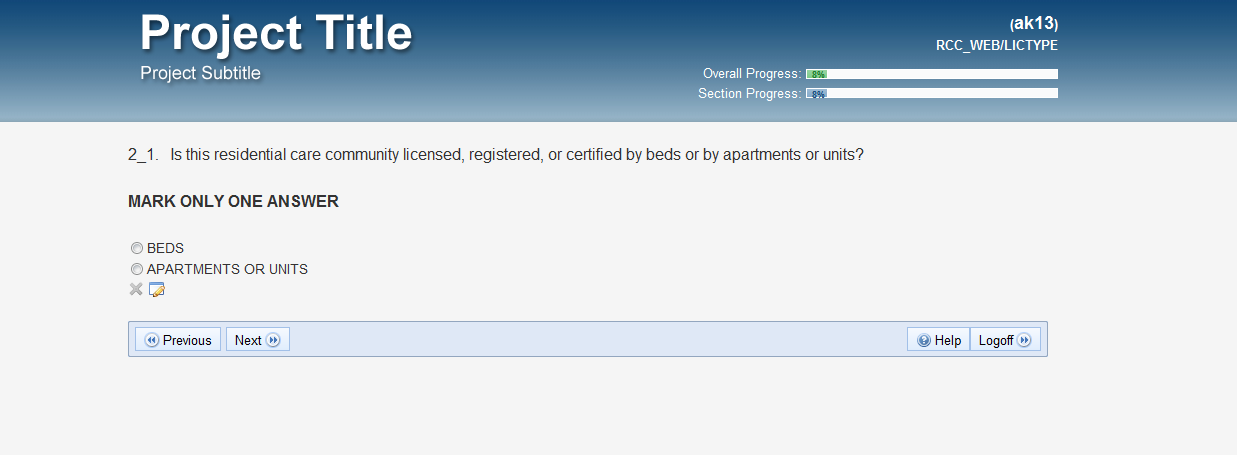 Project Title
Project Subtitle
(ak13)
RCC_WEB/LICTYPE
Overall Progress: 8%
Section Progress: 8%
2_1. Is this residential care community licensed, registered, or certified by beds or by apartments or units?
MARK ONLY ONE ANSWER
BEDS
APARTMENTS OR UNITS
Previous Next Help Logoff